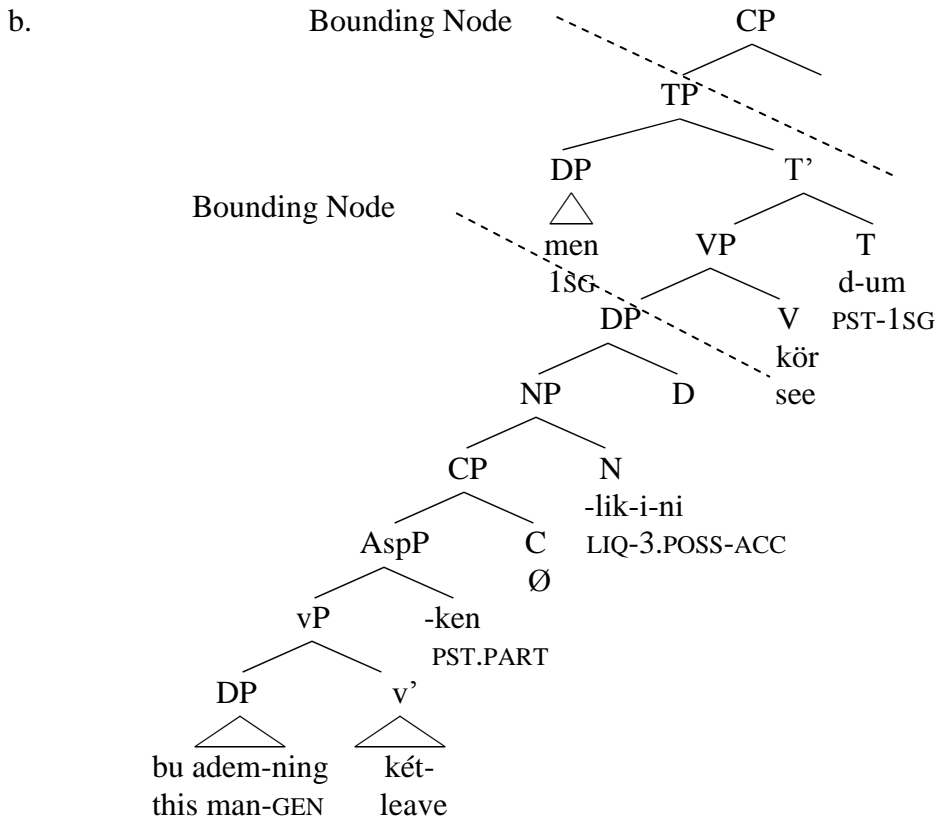 b. Bounding Node CP
TP
DP T’
Bounding Node
men VP T
1SG d-um
DP V PST-1SG
kör
NP D see
CP N
-lik-i-ni
AspP C LIQ-3.POSS-ACC
Ø
vP -ken
PST.PART
DP v’
bu adem-ning két-
this man-GEN leave